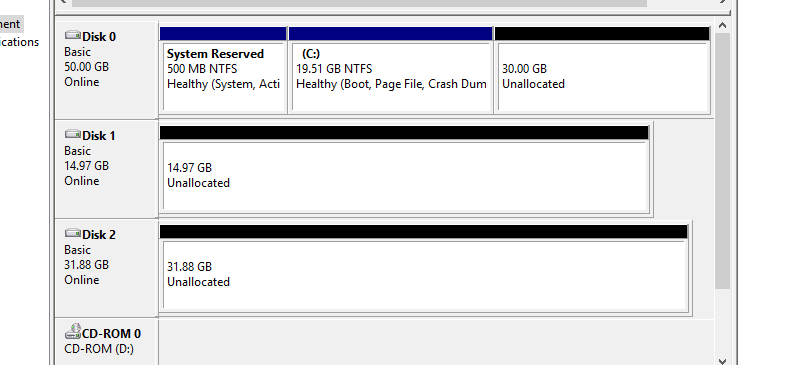 ment
ications
Disk 0
Basic
50.00 GB
Online
System Reserved
500 MB NTFS
Healthy (System, Acti
(C:)
19.51 GB NTFS
Healthy (Boot, Page File, Crash Dum
30.00 GB
Unallocated
Disk 1
Basic
14.97 GB
Online
14.97 GB
Unallocated
Disk 2
Basic
31.88 GB
Online
31.88 GB
Unallocated
CD-ROM 0
CD-ROM (D:)